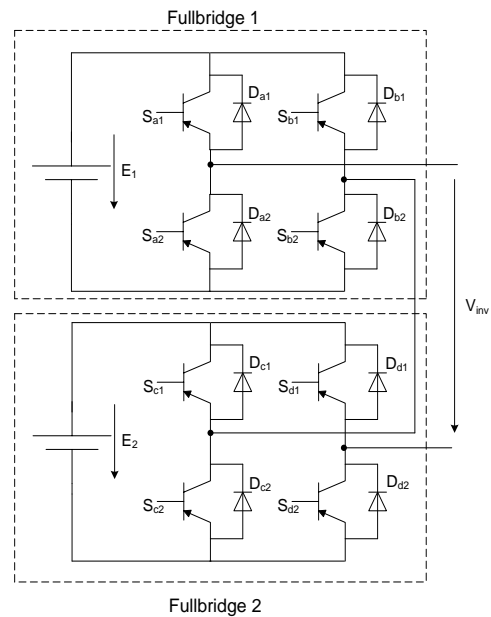 Fullbridge 1
Da1
Db1
Sa1
Sb1
E1
Da2
Db2
Sa2
Sb2
Vinv
Dc1
Dd1
Sc1
Sd1
E2
Dc2
Dd2
Sc2
Sd2
Fullbridge 2